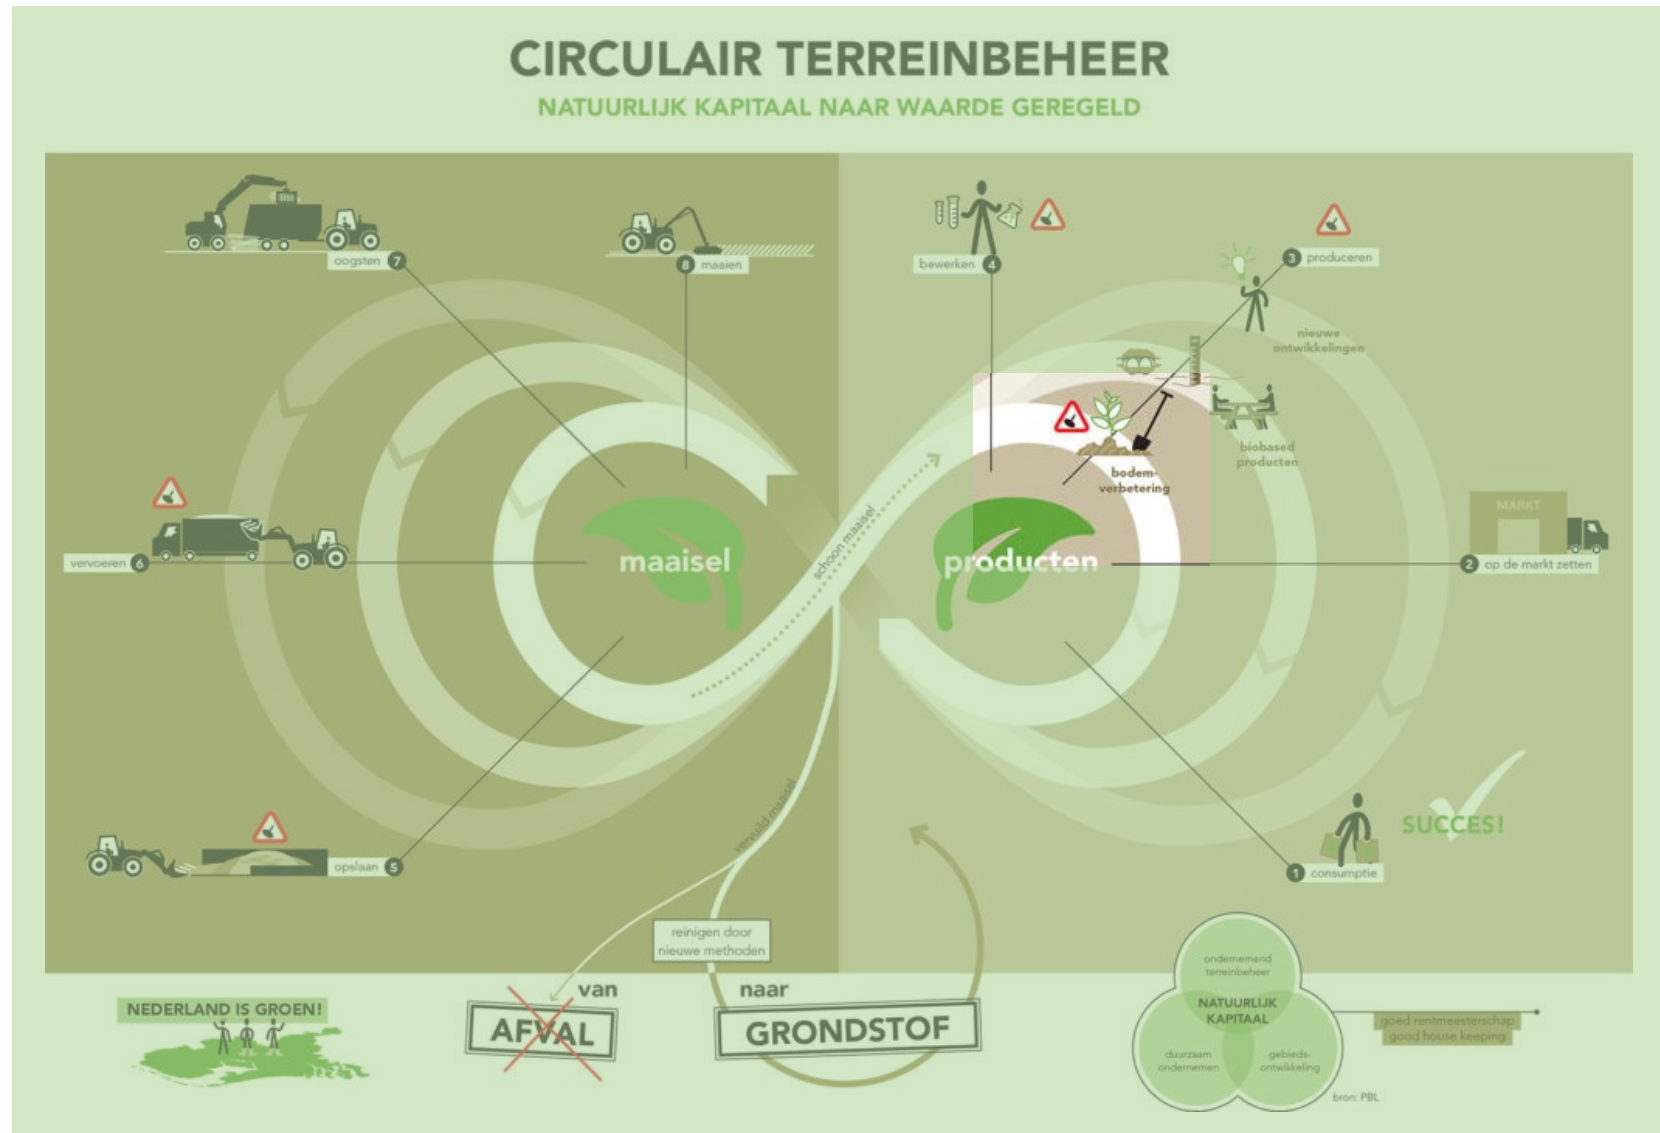 CIRCULAIR TERREINBEHEER
NATUURLIJK KAPITAAL NAAR WAARDE GEREGELD
oogsten 7
8 maaien
bewerken 4
3 produceren
nieuwe
ontwikkelingen
biobased
producten
bodem-
verbetering
MARKT
2 op de markt zetten
vervoeren 6
maaisel
schoon maaisel
producten
vervuild maaisel
opslaan 5
SUCCES!
1 consumptie
reinigen door
nieuwe methoden
NEDERLAND IS GROEN!
van
AFVAL
naar
GRONDSTOF
ondernemend
terreinbeheer
NATUURLIJK
KAPITAAL
duurzaam
ondernemen
gebieds-
ontwikkeling
goed rentmeesterschap
good house keeping
bron: PBL